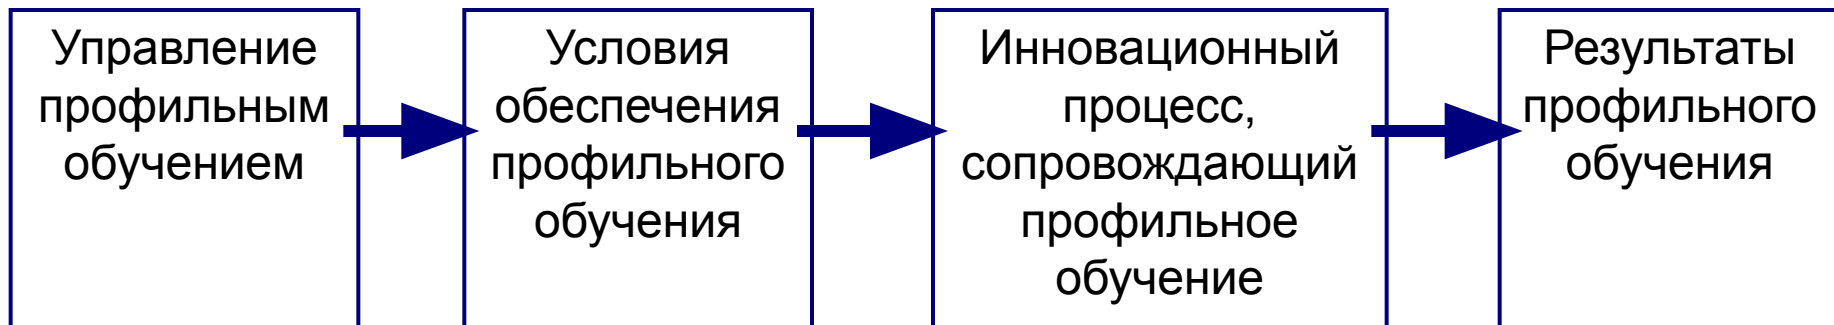 Управление
профильным
обучением
Условия
обеспечения
профильного
обучения
Инновационный
процесс,
сопровождающий
профильное
обучение
Результаты
профильного
обучения